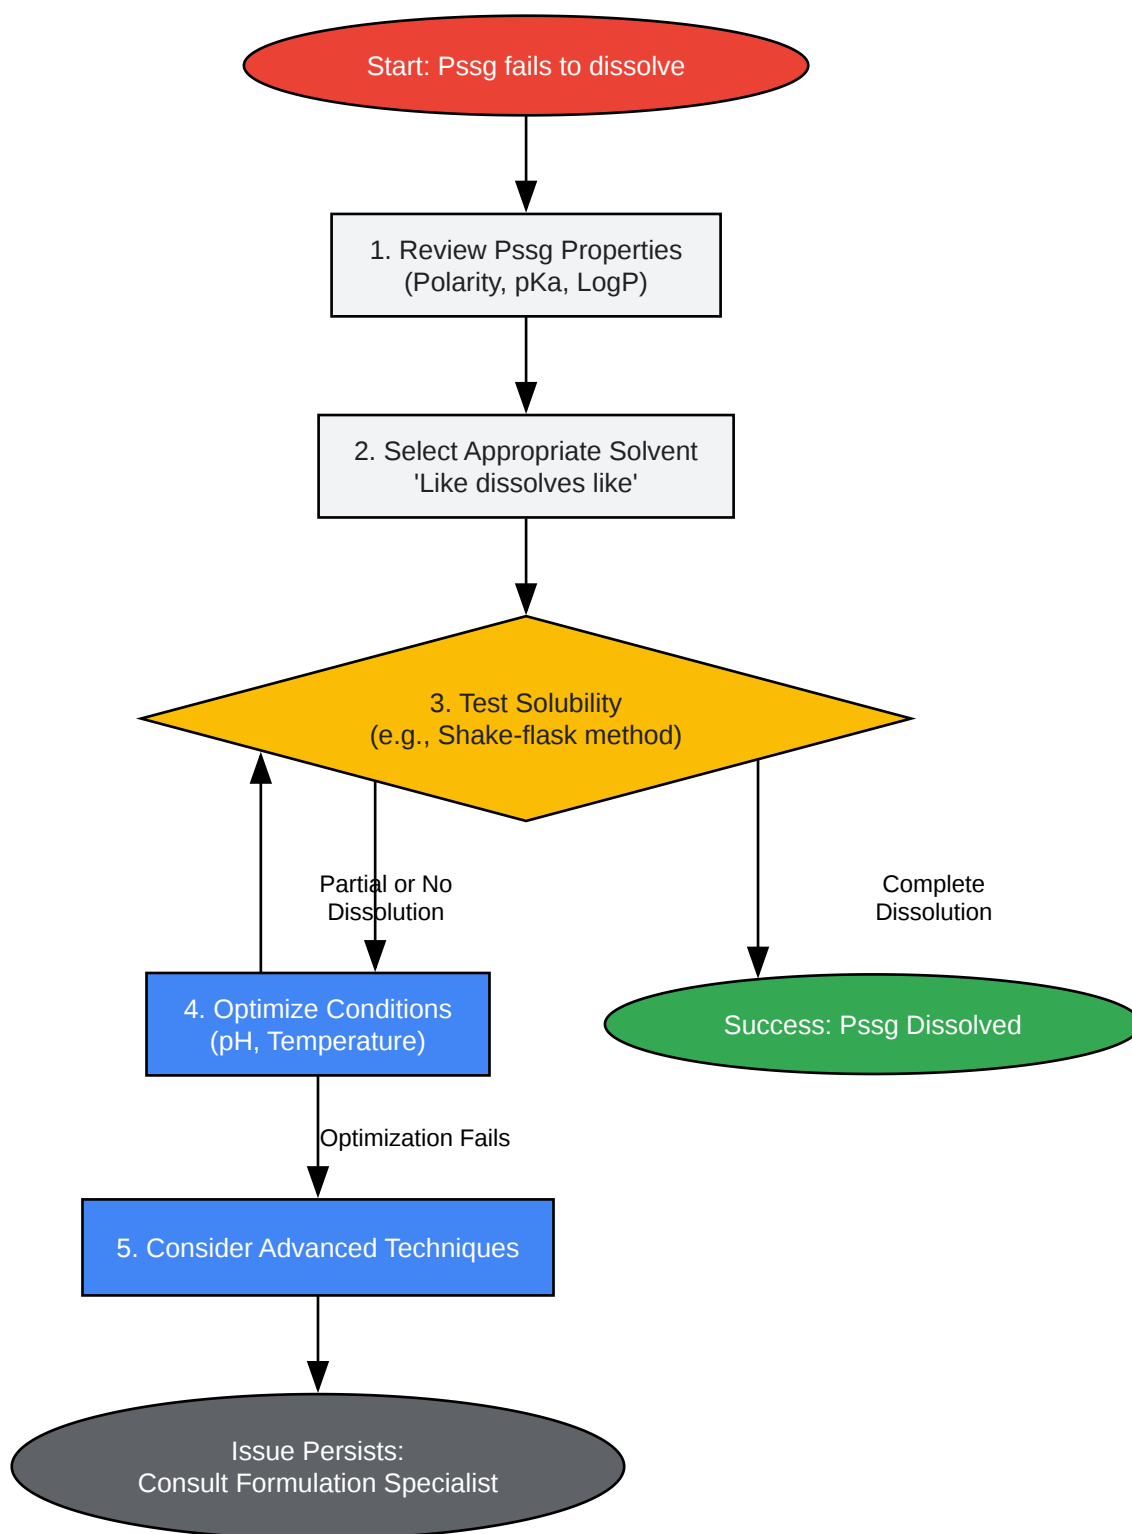 Start: Pssg fails to dissolve
1. Review Pssg Properties
(Polarity, pKa, LogP)
2. Select Appropriate Solvent
'Like dissolves like'
3. Test Solubility
(e.g., Shake-flask method)
Partial or No
Dissolution
Complete
Dissolution
4. Optimize Conditions
(pH, Temperature)
Success: Pssg Dissolved
Optimization Fails
5. Consider Advanced Techniques
Issue Persists:
Consult Formulation Specialist